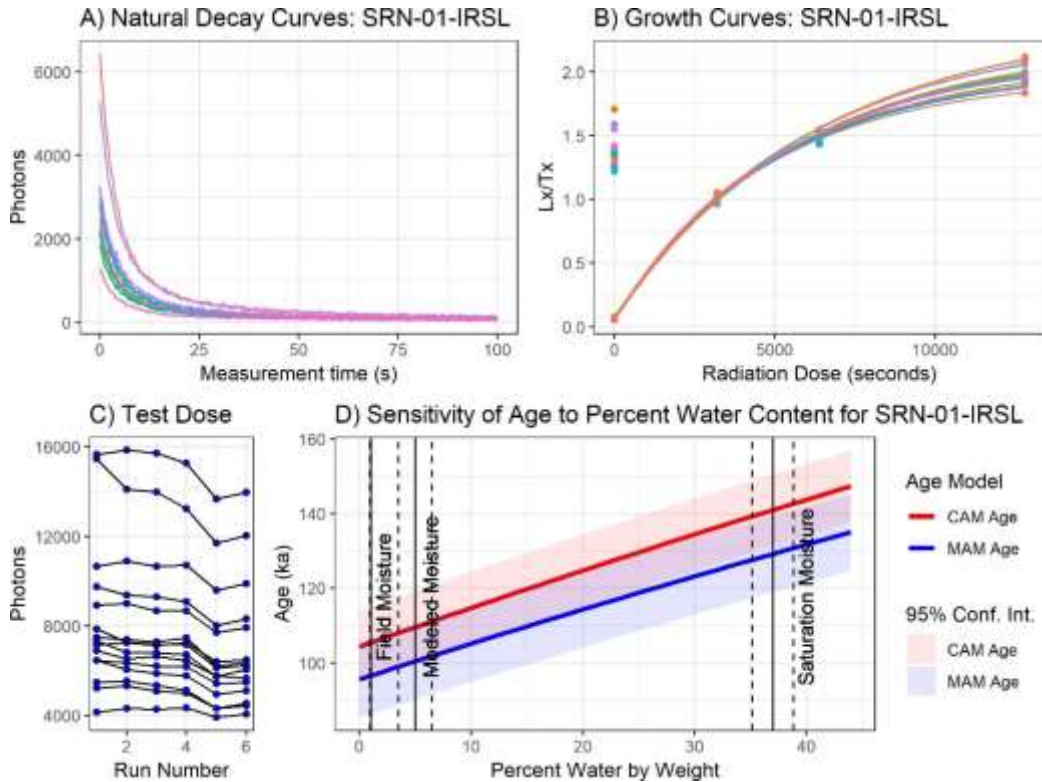 A) Natural Decay Curves: SRN-01-IRSL
6000
4000
2000
0
Photons
0 25 50 75 100
Measurement time (s)
B) Growth Curves: SRN-01-IRSL
2.0
1.5
1.0
0.5
0.0
Lx/Tx
0 5000 10000
Radiation Dose (seconds)
C) Test Dose
16000
12000
8000
4000
Photons
2 4 6
Run Number
D) Sensitivity of Age to Percent Water Content for SRN-01-IRSL
160
140
120
100
Age (ka)
Field Moisture
Modeled Moisture
Saturation Moisture
0 10 20 30 40
Percent Water by Weight
Age Model
CAM Age
MAM Age
95% Conf. Int.
CAM Age
MAM Age